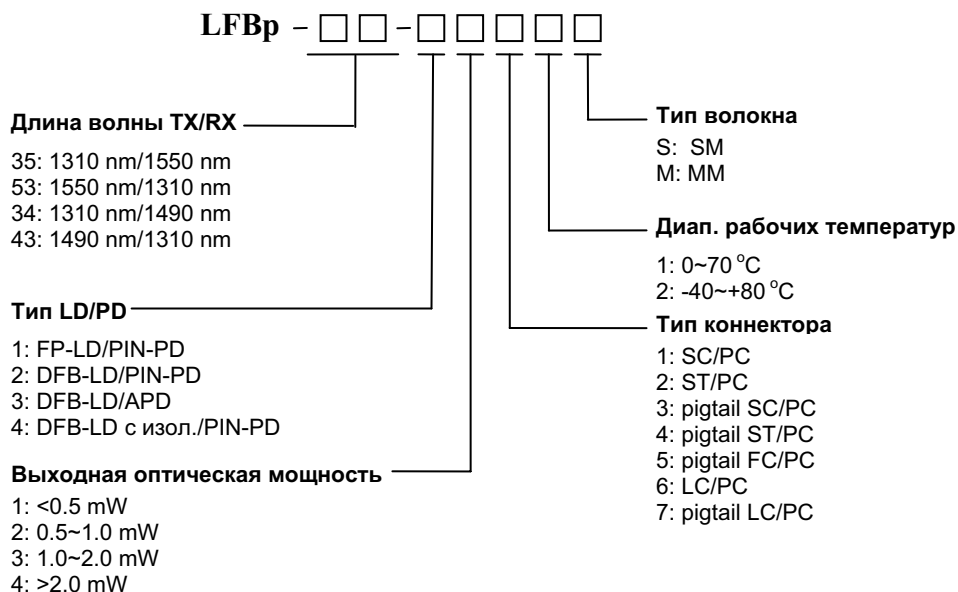 LFBp – □ □ – □ □ □ □ □
Длина волны TX/RX
35: 1310 nm/1550 nm
53: 1550 nm/1310 nm
34: 1310 nm/1490 nm
43: 1490 nm/1310 nm
Тип LD/PD
1: FP-LD/PIN-PD
2: DFB-LD/PIN-PD
3: DFB-LD/APD
4: DFB-LD с изол./PIN-PD
Выходная оптическая мощность
1: <0.5 mW
2: 0.5~1.0 mW
3: 1.0~2.0 mW
4: >2.0 mW
Тип волокна
S: SM
M: MM
Диап. рабочих температур
1: 0~70 °C
2: -40~+80 °C
Тип коннектора
1: SC/PC
2: ST/PC
3: pigtail SC/PC
4: pigtail ST/PC
5: pigtail FC/PC
6: LC/PC
7: pigtail LC/PC